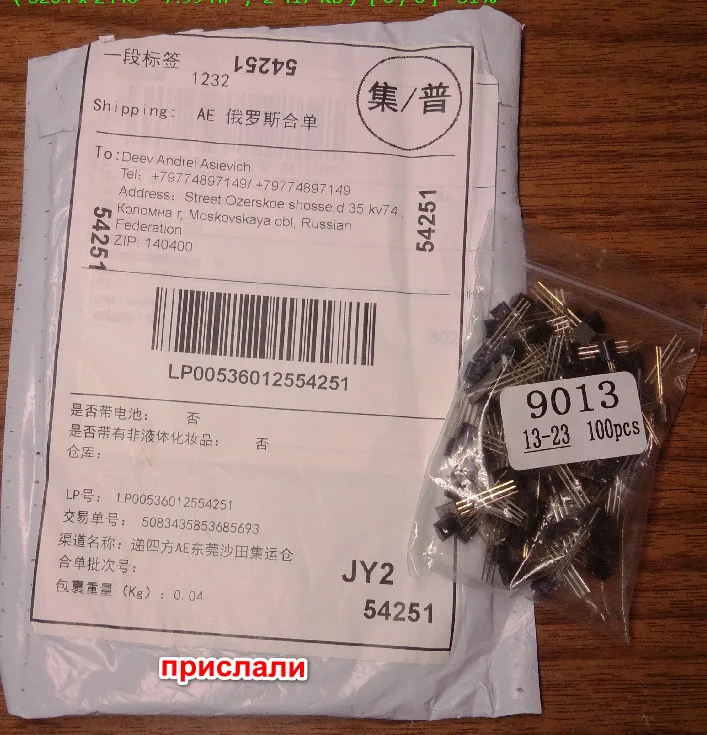 一段标签
54251
1232
集/普
Shipping: AE 俄罗斯合单
To: Deev Andrei Asievich
Tel: +79774897149/ +79774897149
Address: Street Ozerskoe shosse,d 35 kv74 ,
Коломна г, Moskovskaya obl, Russian
Federation
ZIP: 140400
54251
54251
LP00536012554251
是否带电池: 否
是否带有非液体化妆品: 否
仓库:
LP号: LP00536012554251
交易单号: 5083435853685693
渠道名称: 递四方AE东莞沙田集运仓
合单批次号:
包裹重量 (Kg) : 0.04
JY2
54251
9013
13-23 100pcs
прислали